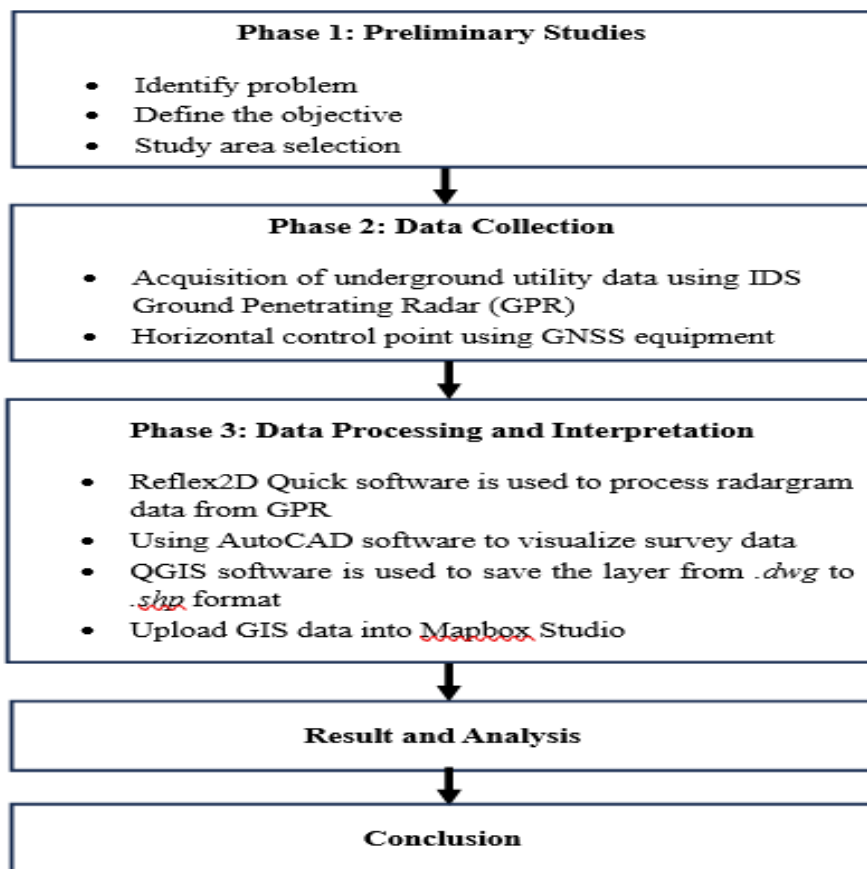 Phase 1: Preliminary Studies
• Identify problem
• Define the objective
• Study area selection
Phase 2: Data Collection
• Acquisition of underground utility data using IDS
Ground Penetrating Radar (GPR)
• Horizontal control point using GNSS equipment
Phase 3: Data Processing and Interpretation
• Reflex2D Quick software is used to process radargram
data from GPR
• Using AutoCAD software to visualize survey data
• QGIS software is used to save the layer from .dwg to
.shp format
• Upload GIS data into Mapbox Studio
Result and Analysis
Conclusion